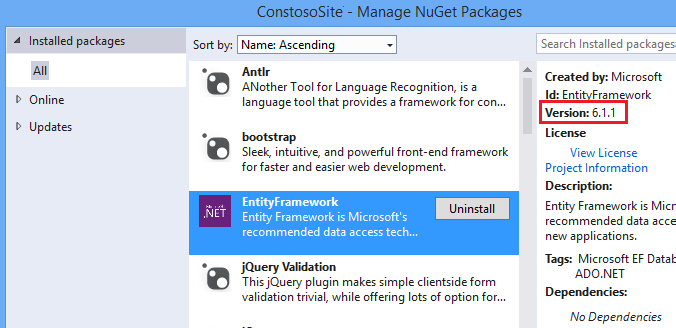 ConstosoSite - Manage NuGet Packages
Installed packages
All
Online
Updates
Sort by: Name: Ascending
Antlr
ANother Tool for Language Recognition, is a
language tool that provides a framework for con...
bootstrap
Sleek, intuitive, and powerful front-end framework
for faster and easier web development.
Microsoft
.NET
EntityFramework
Entity Framework is Microsoft's
recommended data access tech...
Uninstall
jQuery Validation
This jQuery plugin makes simple clientside form
validation trivial, while offering lots of option for...
Search Installed packages
Created by: Microsoft
Id: EntityFramework
Version: 6.1.1
License
View License
Project Information
Description:
Entity Framework is Micr
recommended data acces
new applications.
Tags: Microsoft EF Datab
ADO.NET
Dependencies:
No Dependencies